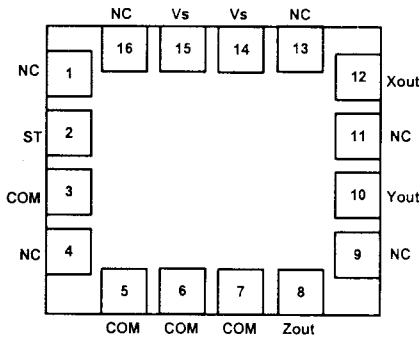 NC Vs Vs NC
16 15 14 13
NC 1 12 Xout
ST 2 11 NC
COM 3 10 Yout
NC 4 9 NC
5 6 7 8
COM COM COM Zout